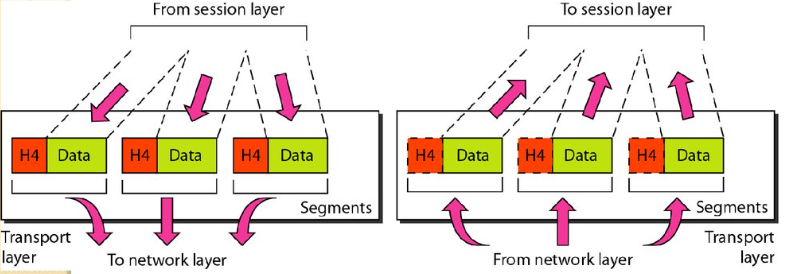 From session layer
To session layer
H4 Data H4 Data H4 Data
H4 Data H4 Data H4 Data
Segments
Segments
Transport
layer
To network layer
From network layer
Transport
layer